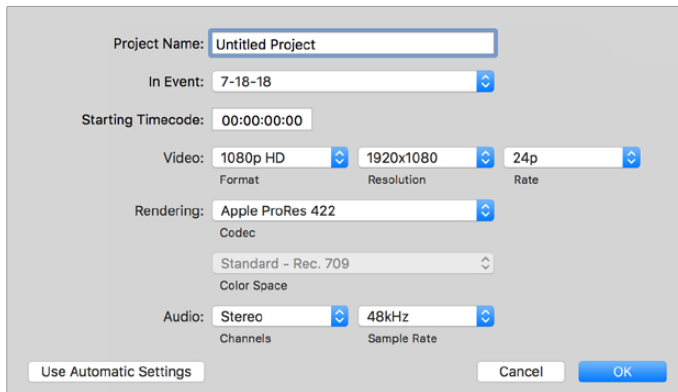 Project Name: Untitled Project
In Event: 7-18-18
Starting Timecode: 00:00:00:00
Video: 1080p HD 1920x1080 24p
Format Resolution Rate
Rendering: Apple ProRes 422
Codec
Standard - Rec. 709
Color Space
Audio: Stereo 48kHz
Channels Sample Rate
Use Automatic Settings Cancel OK